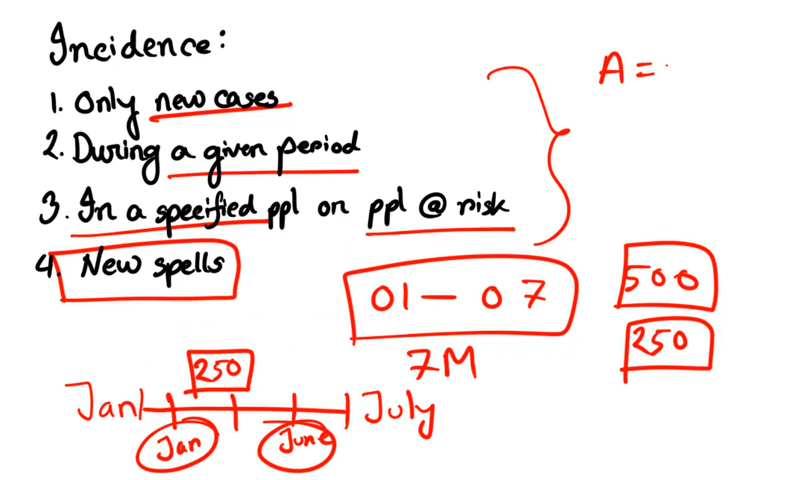 Incidence:
A =
1. Only new cases
2. During a given period
3. In a specified ppl on ppl @ risk
4. New spells
01 — 07
500
7M
250
250
Jan
July
Jan
June